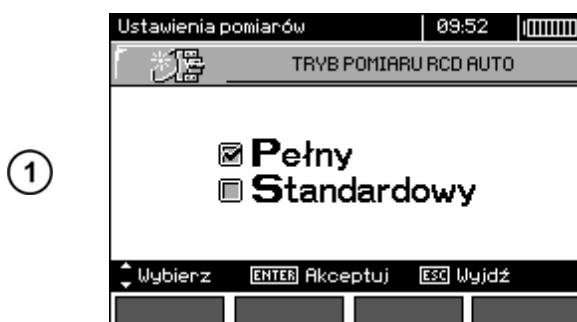 Ustawienia pomiarów 09:52
TRYB POMIARU RCD AUTO
1
Pełny
Standardowy
Wybierz ENTER Akceptuj ESC Wyjdź